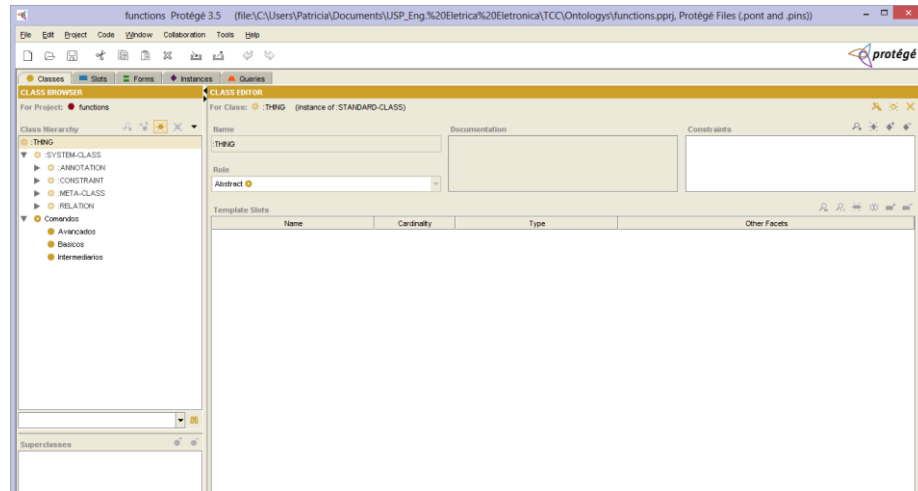 functions Protégé 3.5 (file:\C:\Users\Patricia\Documents\USP_Eng.%20Eletrica%20Eletronica\TCC\Ontologys\functions.pprj, Protégé Files (.pont and .pins))
File Edit Project Code Window Collaboration Tools Help
protégé
Classes Slots Forms Instances Queries
CLASS BROWSER
For Project: functions
Class Hierarchy
:THING
:SYSTEM-CLASS
:ANNOTATION
:CONSTRAINT
:META-CLASS
:RELATION
Comandos
Avancados
Basicos
Intermediarios
Superclasses
CLASS EDITOR
For Class: :THING (instance of :STANDARD-CLASS)
Name Documentation Constraints
:THING
Role
Abstract
Template Slots
Name Cardinality Type Other Facets